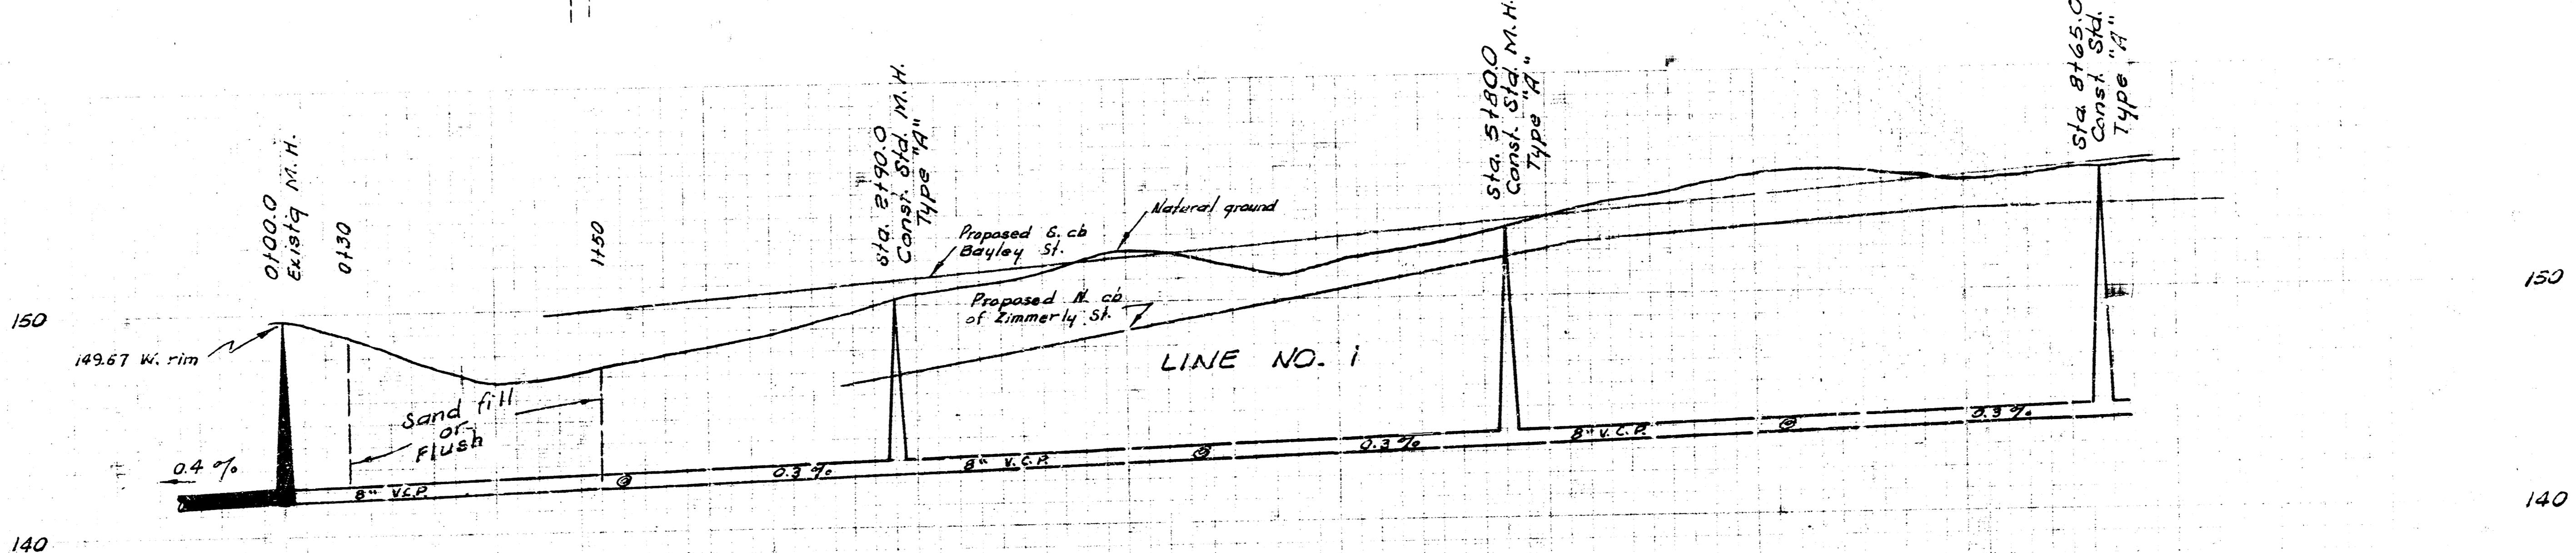 0+00.0
Existg M.H.
0+30
1+50
Sta. 2+90.0
Const. Std. M.H.
Type "A"
Sta. 5+80.0
Const. Std. M.H.
Type "A"
Sta. 8+65.0
Const. Std.
Type "A"
Proposed S. cb
Bayley St.
Natural ground
Proposed N. cb
of Zimmerly St.
150
150
149.67 W. rim
LINE NO. 1
Sand fill
or
Flush
0.4 %
8" V.C.P.
@
0.3 %
8" V.C.P.
@
0.3 %
8" V.C.P.
@
0.3 %
140
140